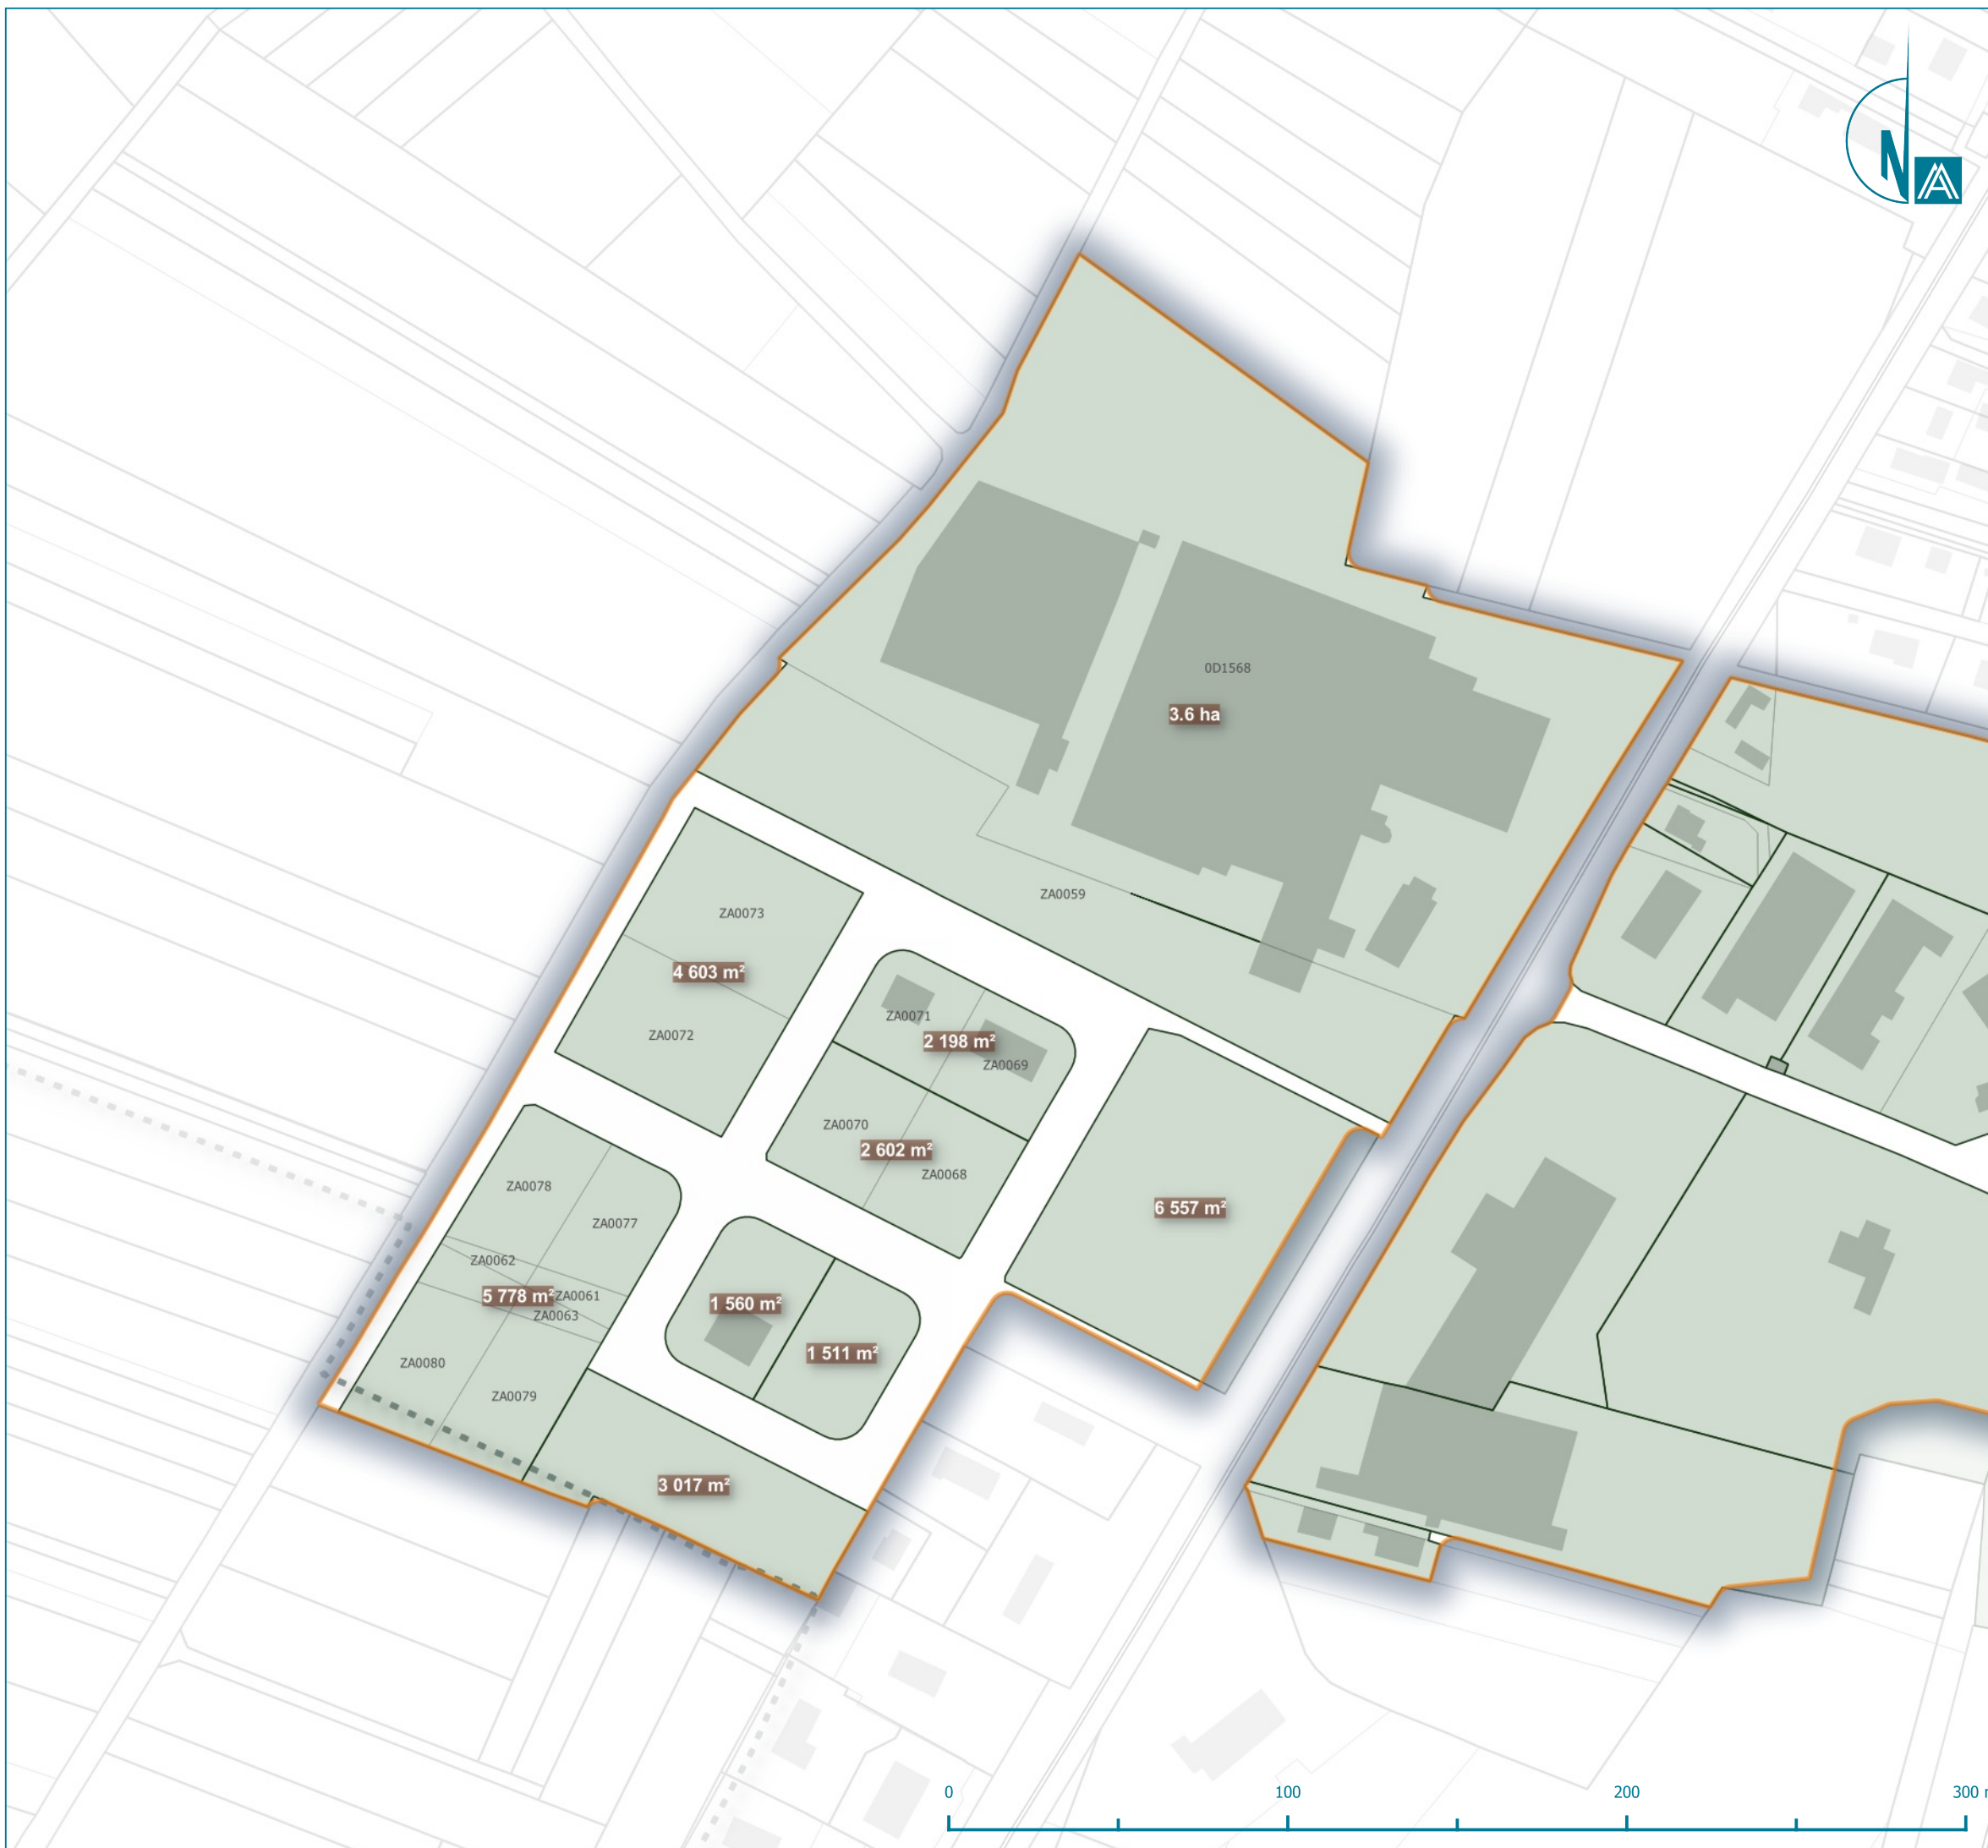 N
0D1568
3.6 ha
ZA0059
ZA0073
4 603 m²
ZA0072
ZA0071
2 198 m²
ZA0069
ZA0070
2 602 m²
ZA0068
6 557 m²
ZA0078
ZA0077
ZA0062
5 778 m²
ZA0061
ZA0063
1 560 m²
1 511 m²
ZA0080
ZA0079
3 017 m²
0
100
200
300